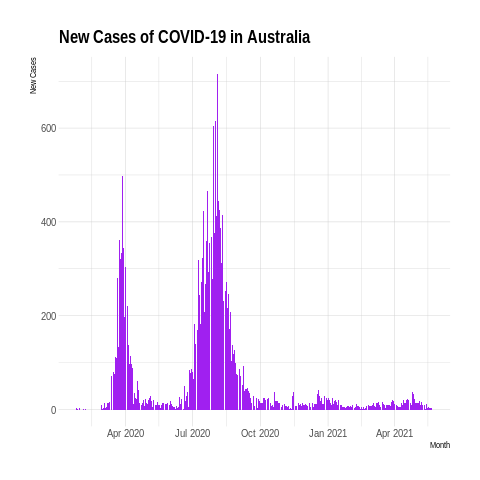 New Cases of COVID-19 in Australia
New Cases
600
400
200
0
Apr 2020 Jul 2020 Oct 2020 Jan 2021 Apr 2021
Month